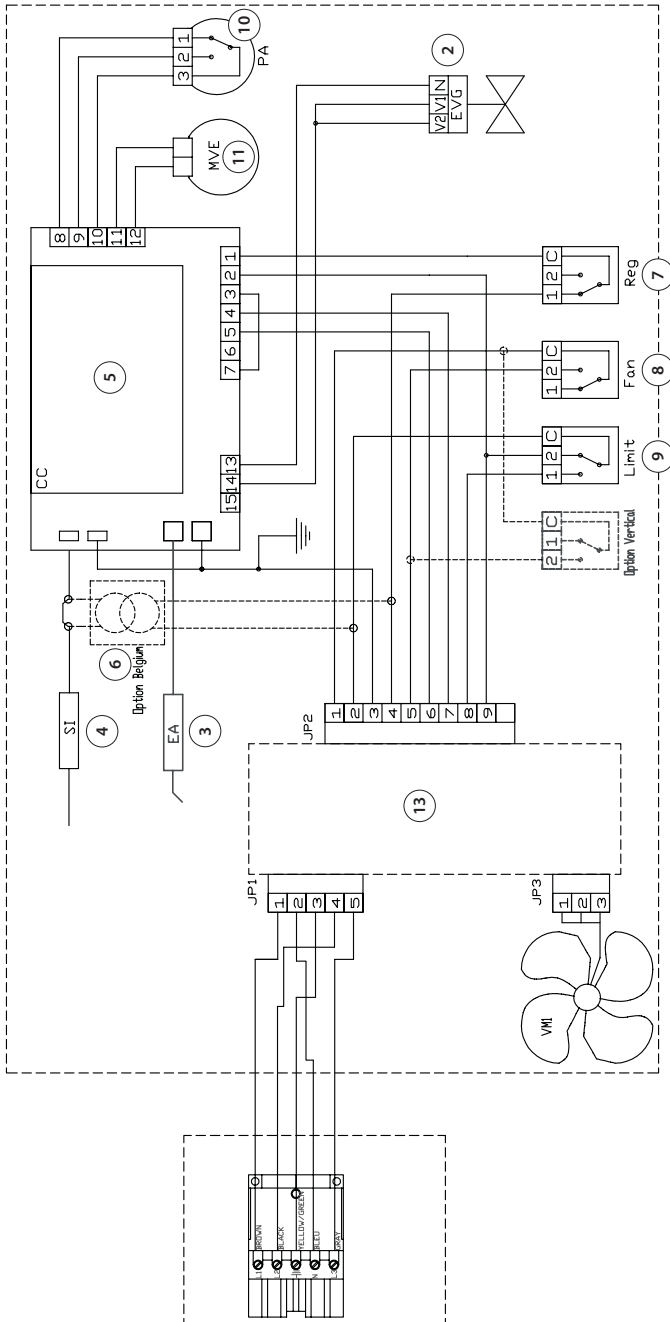 10
1
2
3
PA
8
9
10
11
12
MVE
11
2
V2 V1 N
EVG
CC
5
1
2
3
4
5
6
7
13
14
15
1 2 C
Reg
7
1 2 C
Fan
8
1 2 C
Limit
9
2 1 C
Option Vertical
6
Option Belgium
SI
4
EA
3
JP2
1
2
3
4
5
6
7
8
9
13
JP1
1
2
3
4
5
JP3
1
2
3
VM1
L1 BROWN
L2 BLACK
YELLOW/GREEN
N BLEU
L3 GRAY